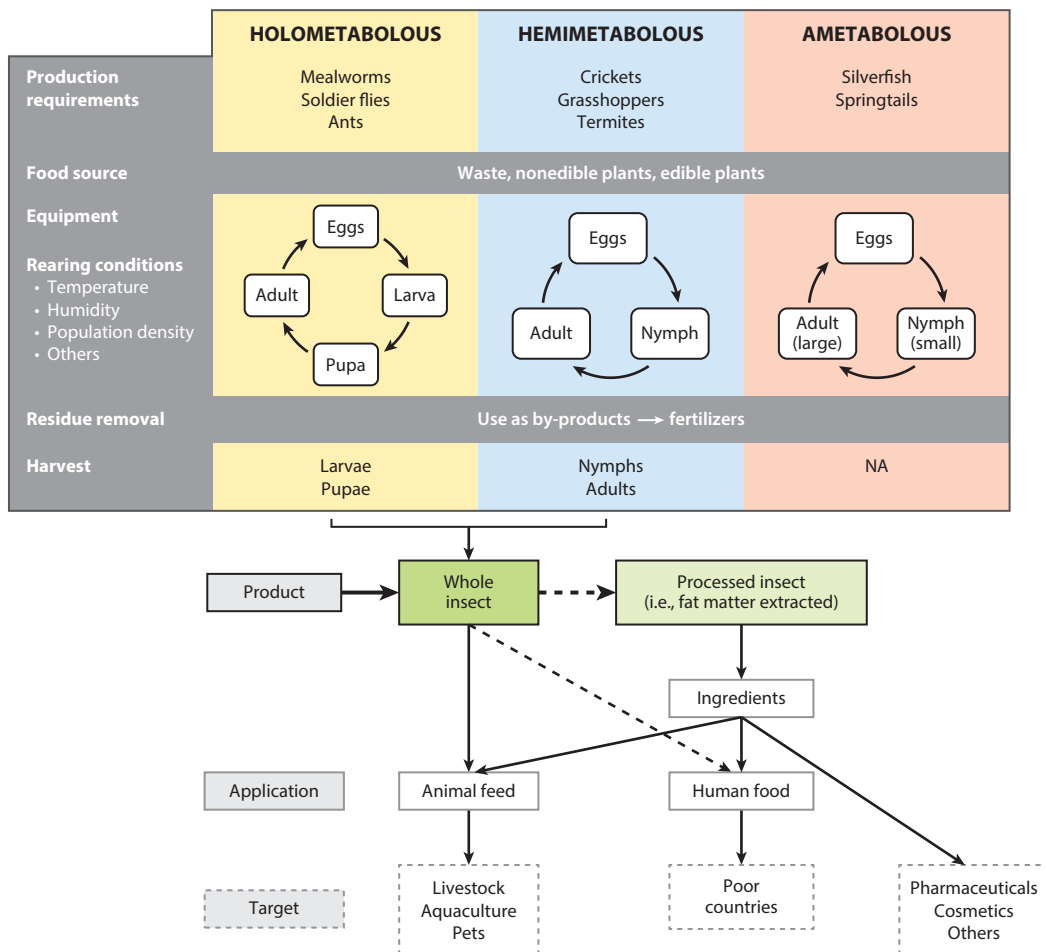 HOLOMETABOLOUS
HEMIMETABOLOUS
AMETABOLOUS
Production
requirements
Mealworms
Soldier flies
Ants
Crickets
Grasshoppers
Termites
Silverfish
Springtails
Food source
Waste, nonedible plants, edible plants
Equipment
Rearing conditions
• Temperature
• Humidity
• Population density
• Others
Eggs
Adult
Larva
Pupa
Eggs
Adult
Nymph
Eggs
Adult
(large)
Nymph
(small)
Residue removal
Use as by-products → fertilizers
Harvest
Larvae
Pupae
Nymphs
Adults
NA
Product
Whole
insect
Processed insect
(i.e., fat matter extracted)
Ingredients
Application
Animal feed
Human food
Target
Livestock
Aquaculture
Pets
Poor
countries
Pharmaceuticals
Cosmetics
Others